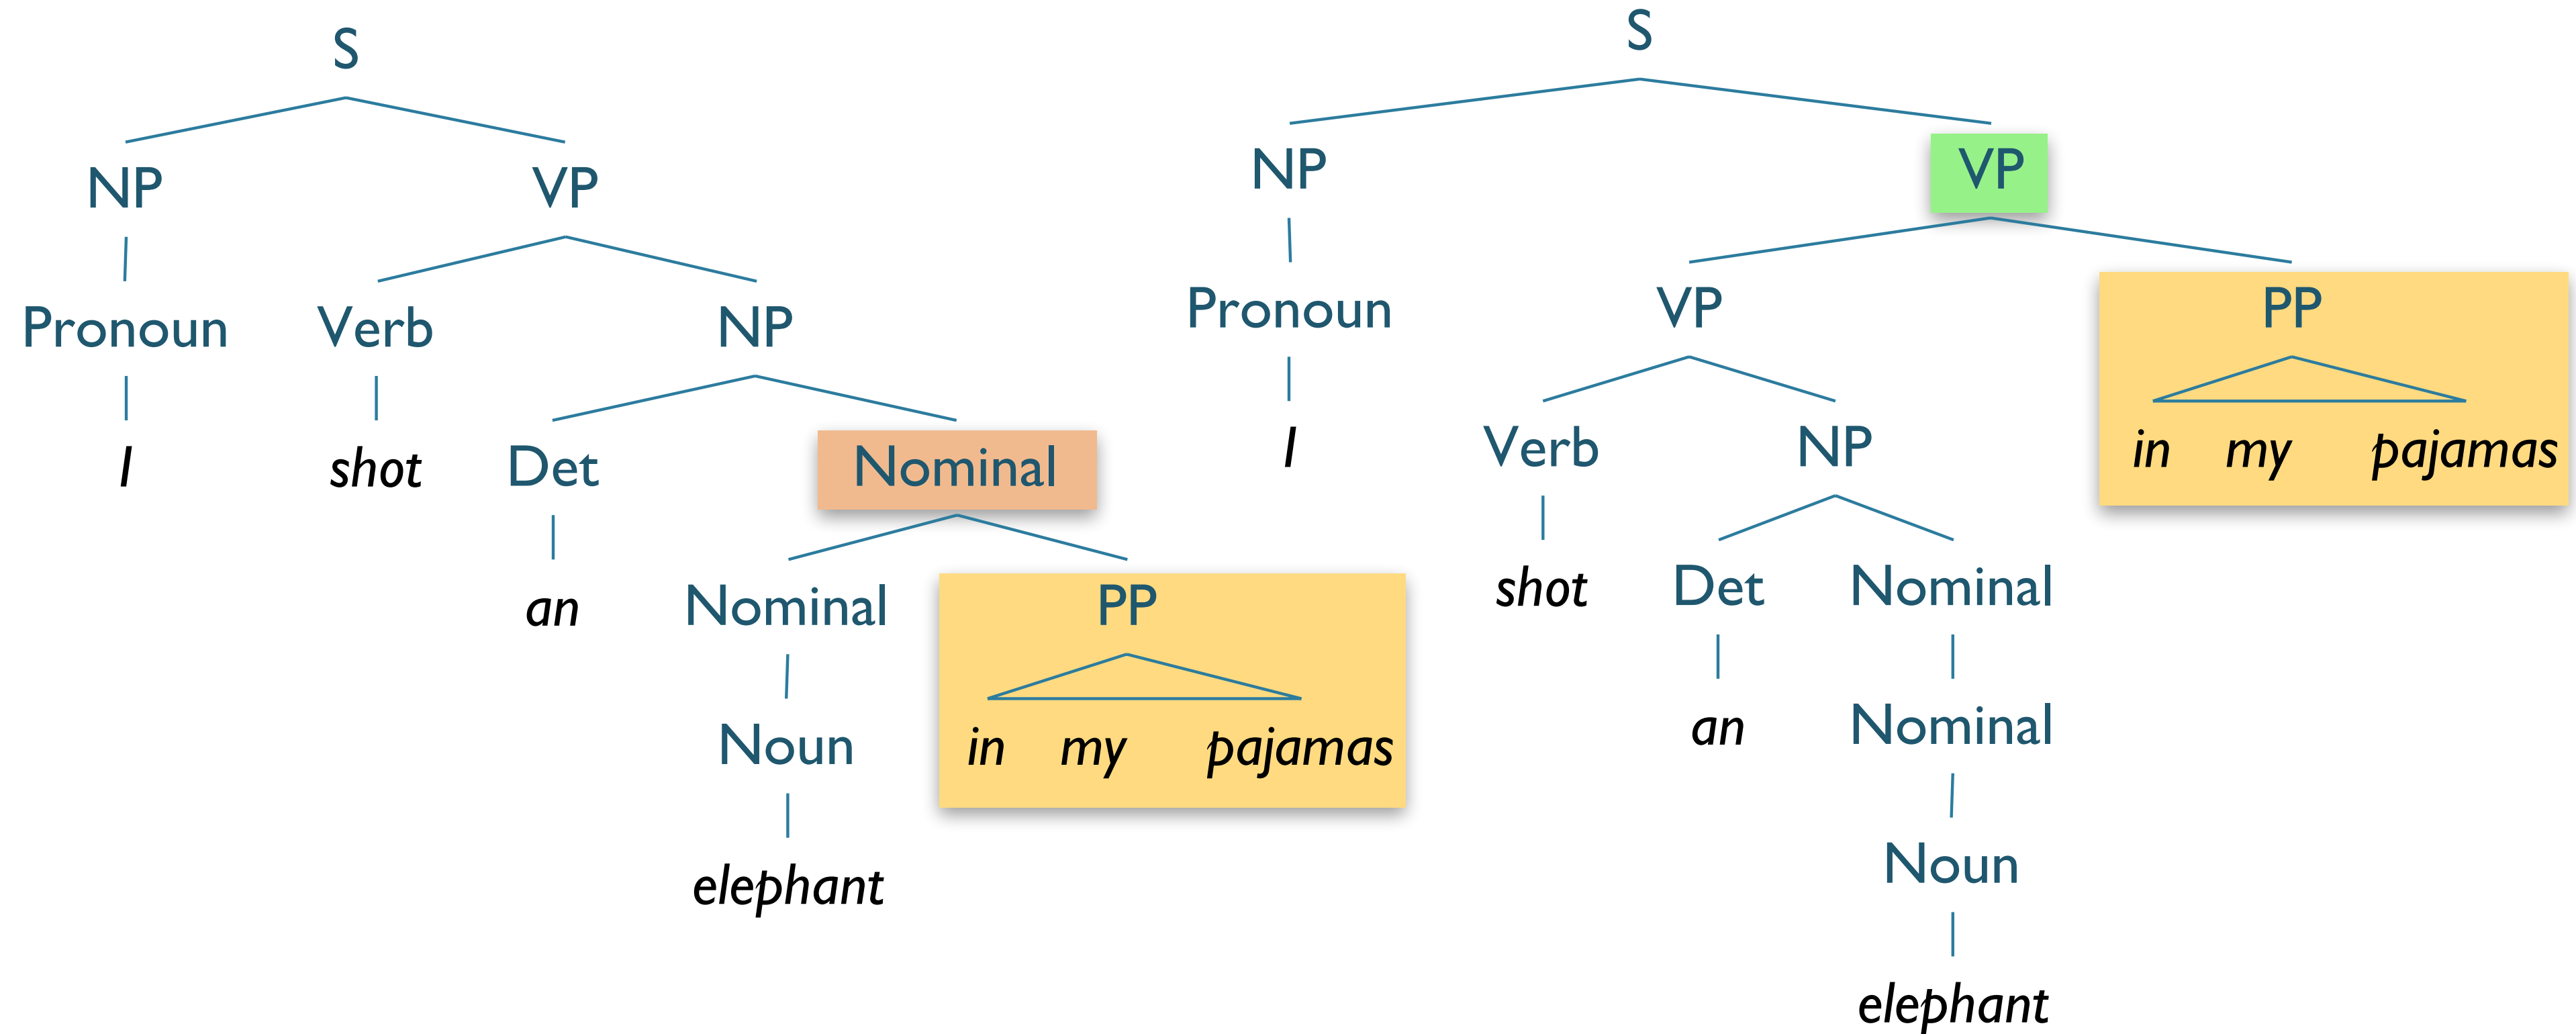 S
NP VP
Pronoun Verb NP
I shot Det Nominal
an Nominal PP
Noun in my pajamas
elephant
S
NP VP
Pronoun VP PP
I Verb NP in my pajamas
shot Det Nominal
an Nominal
Noun
elephant